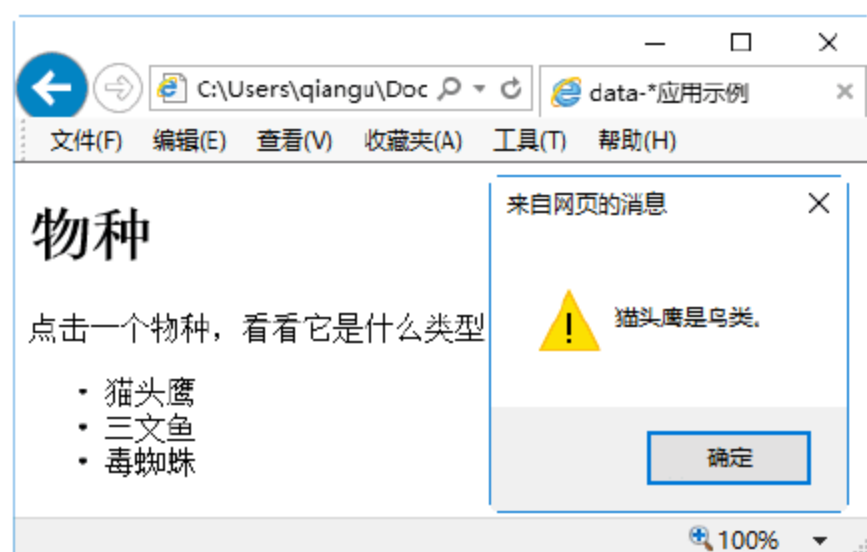 C:\Users\qiangu\Doc
data-*应用示例
文件(F) 编辑(E) 查看(V) 收藏夹(A) 工具(T) 帮助(H)
物种
点击一个物种，看看它是什么类型
• 猫头鹰
• 三文鱼
• 毒蜘蛛
来自网页的消息
猫头鹰是鸟类。
确定
100%